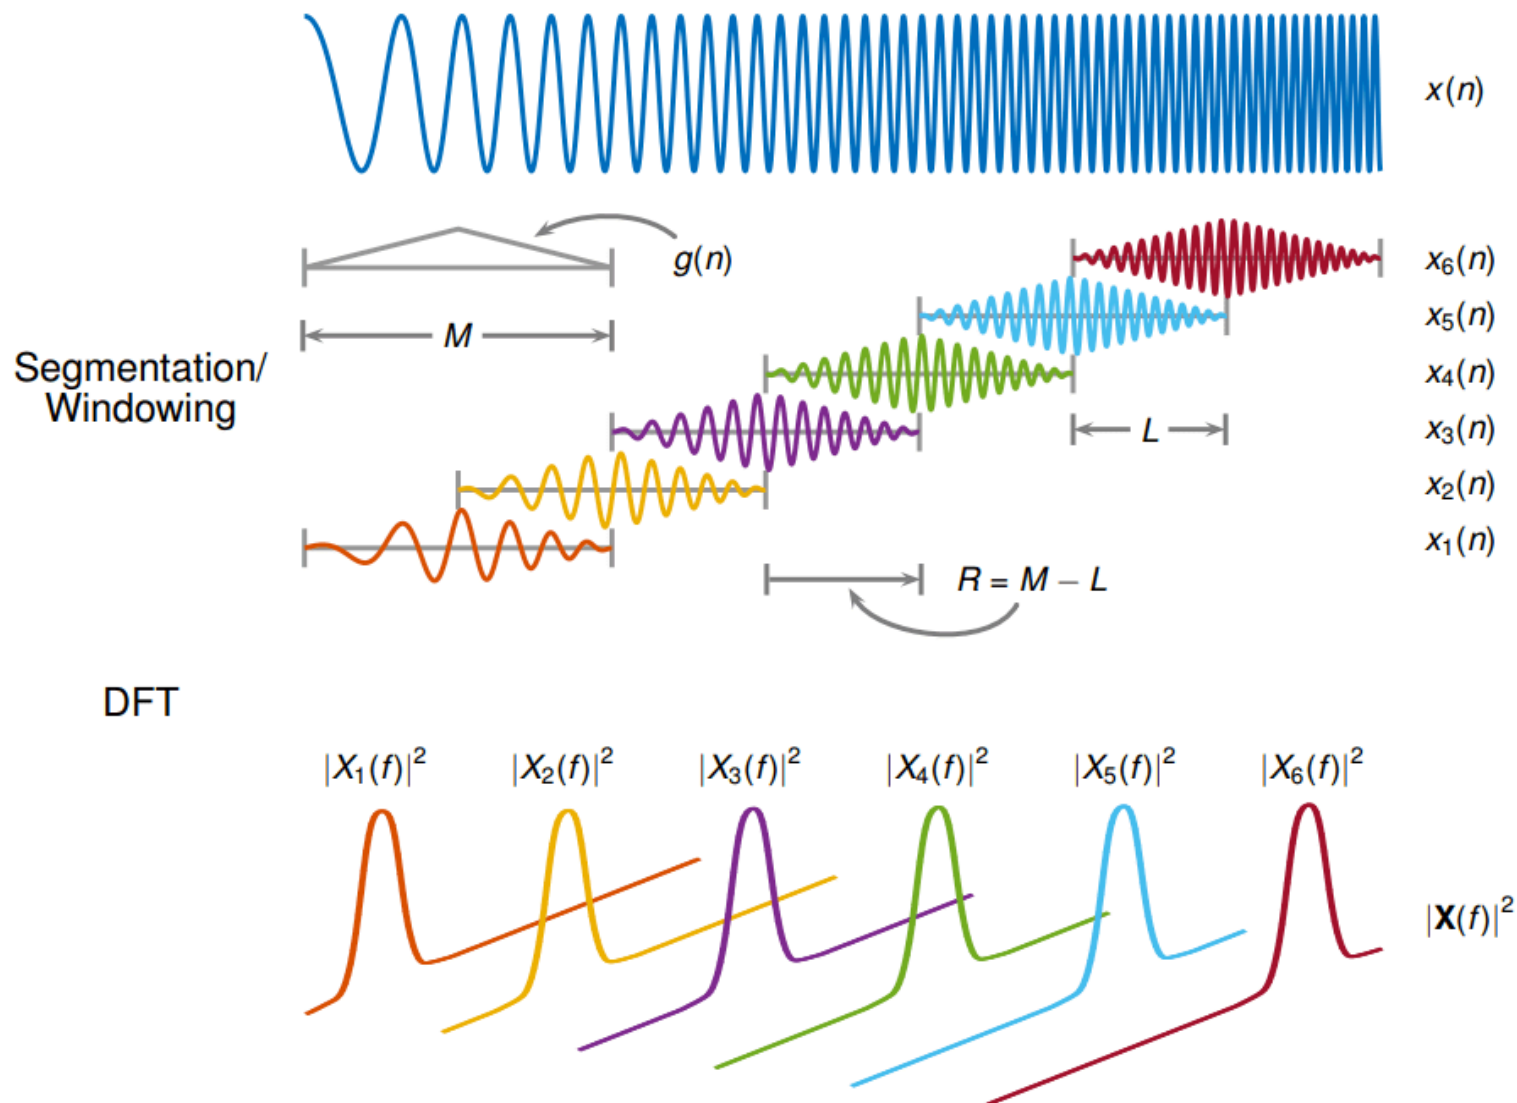 x(n)
g(n)
x₆(n)
x₅(n)
M
Segmentation/
Windowing
x₄(n)
L
x₃(n)
x₂(n)
x₁(n)
R = M − L
DFT
|X₁(f)|² |X₂(f)|² |X₃(f)|² |X₄(f)|² |X₅(f)|² |X₆(f)|²
|X(f)|²